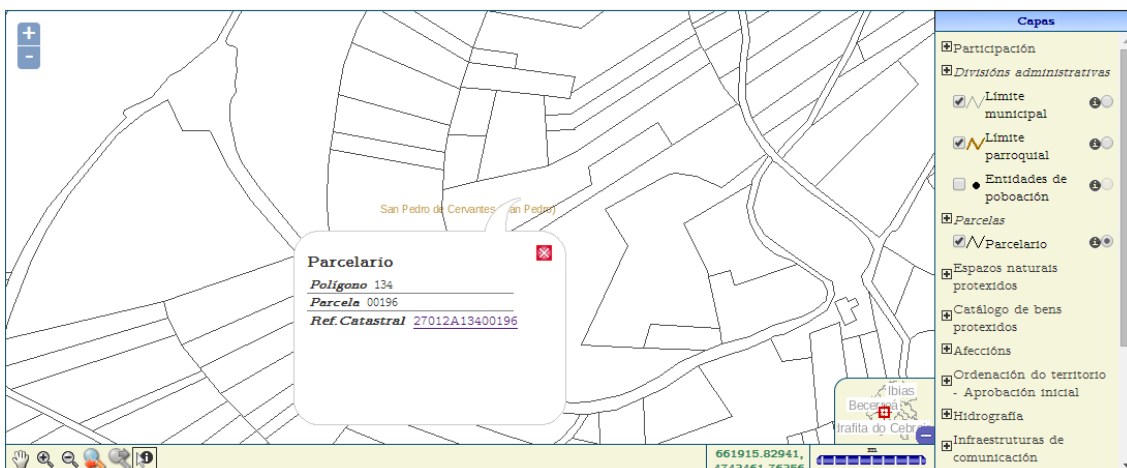 +
-
San Pedro de Cervantes
an Pedro)
Parcelario
Polígono 134
Parcela 00196
Ref.Catastral 27012A13400196
Capas
Participación
Divisións administrativas
Límite
municipal
Límite
parroquial
Entidades de
poboación
Parcelas
Parcelario
Espazos naturais
protexidos
Catálogo de bens
protexidos
Afeccións
Ordenación do territorio
- Aprobación inicial
Hidrografía
Infraestruturas de
comunicación
Ibias
661915.82941,
m